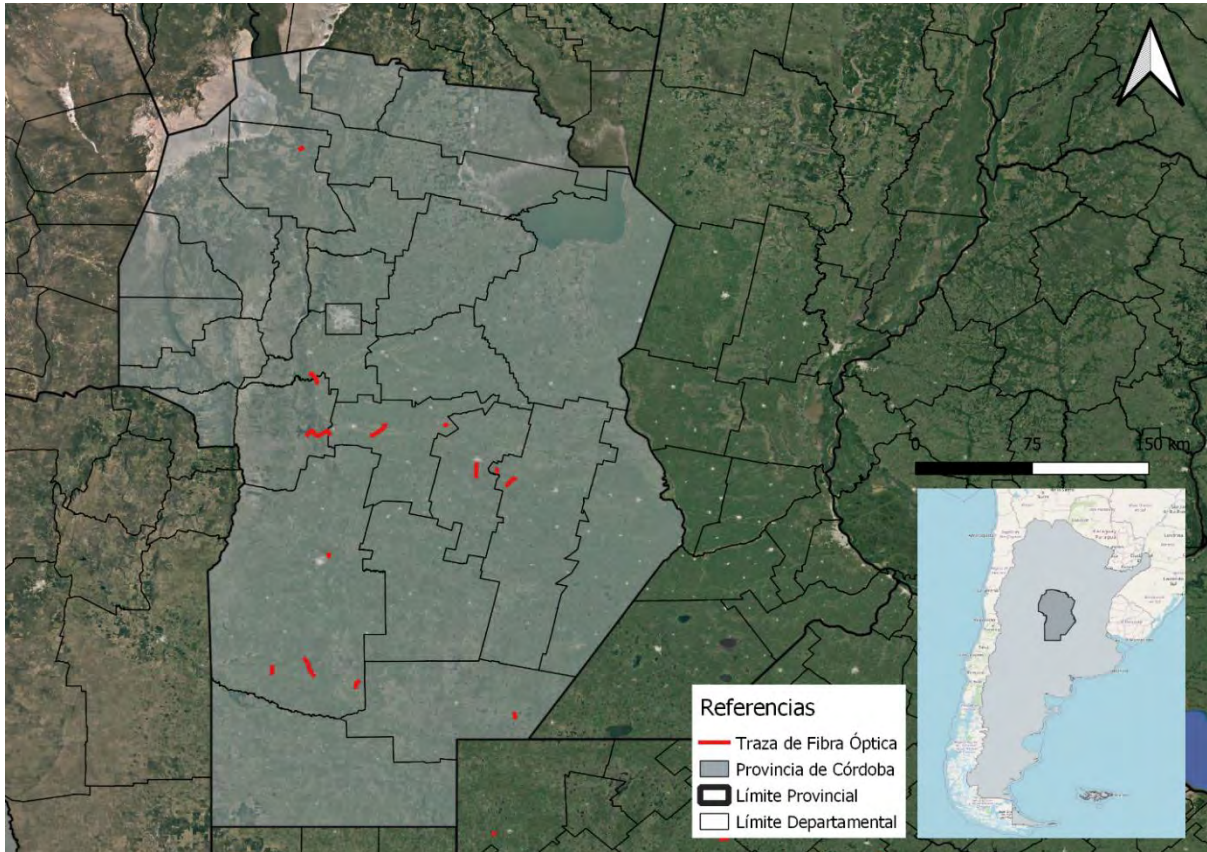 0 75 150 km
Referencias
Traza de Fibra Óptica
Provincia de Córdoba
Límite Provincial
Límite Departamental